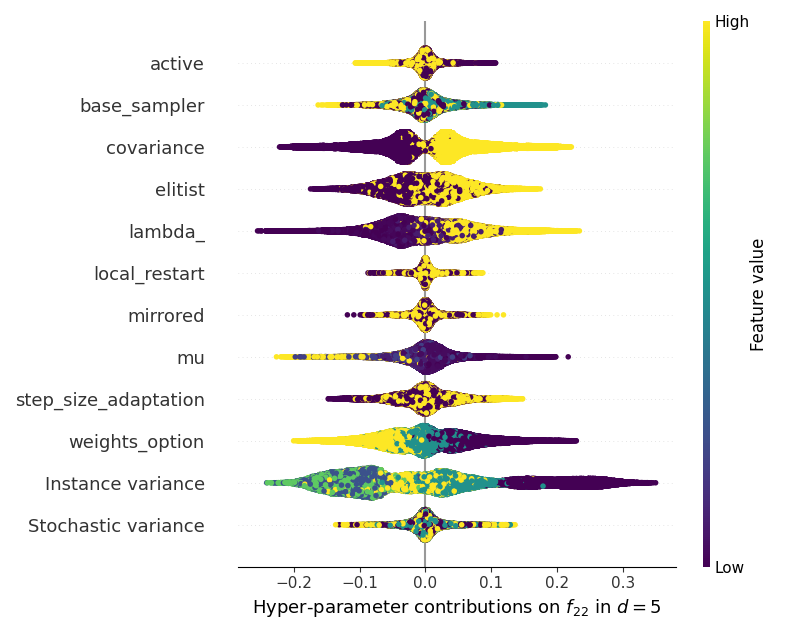 High
active
base_sampler
covariance
elitist
lambda_
local_restart
mirrored
mu
step_size_adaptation
weights_option
Instance variance
Stochastic variance
Feature value
Low
−0.2 −0.1 0.0 0.1 0.2 0.3
Hyper-parameter contributions on f22 in d = 5